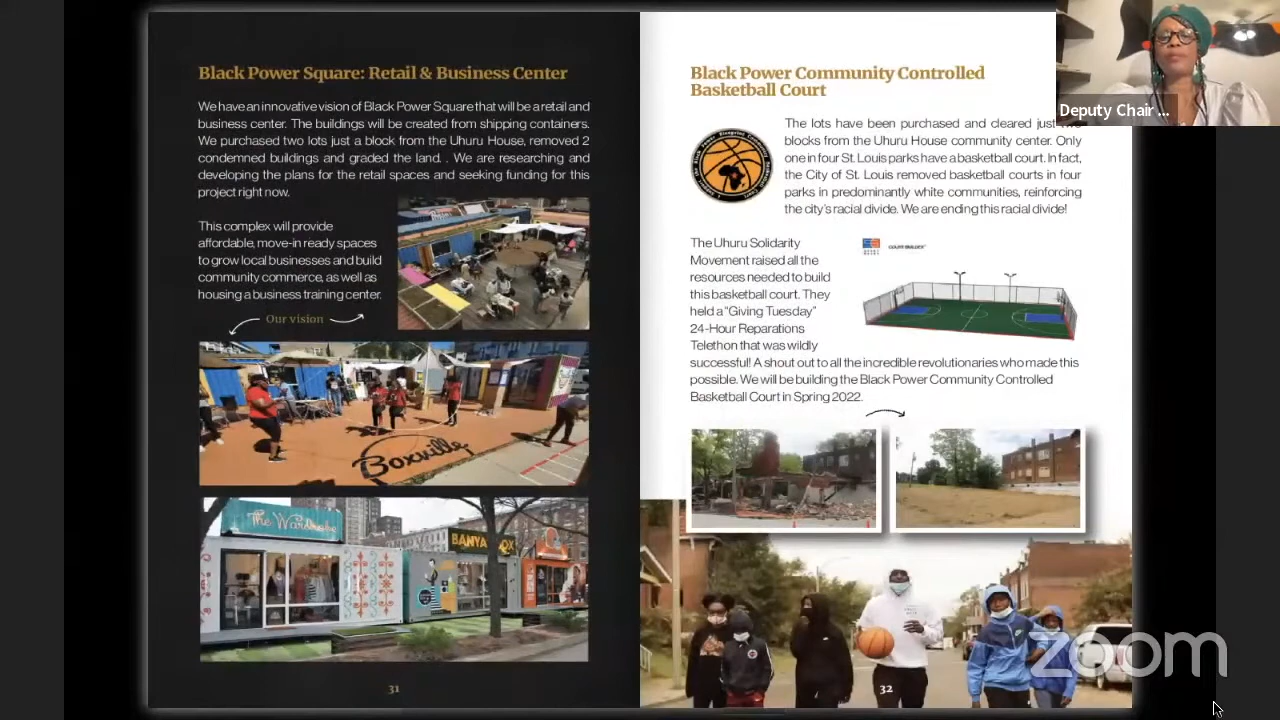 Black Power Square: Retail & Business Center
We have an innovative vision of Black Power Square that will be a retail and
business center. The buildings will be created from shipping containers.
We purchased two lots just a block from the Uhuru House, removed 2
condemned buildings and graded the land. . We are researching and
developing the plans for the retail spaces and seeking funding for this
project right now.
This complex will provide
affordable, move-in ready spaces
to grow local businesses and build
community commerce, as well as
housing a business training center.
Our vision
Boxville
The Wardrobe
BANYA BOX
31
Black Power Community Controlled
Basketball Court
The lots have been purchased and cleared just two
blocks from the Uhuru House community center. Only
one in four St. Louis parks have a basketball court. In fact,
the City of St. Louis removed basketball courts in four
parks in predominantly white communities, reinforcing
the city's racial divide. We are ending this racial divide!
The Uhuru Solidarity
Movement raised all the
resources needed to build
this basketball court. They
held a "Giving Tuesday"
24-Hour Reparations
Telethon that was wildly
successful! A shout out to all the incredible revolutionaries who made this
possible. We will be building the Black Power Community Controlled
Basketball Court in Spring 2022.
COURT BUILDER
32
Deputy Chair ...
zoom